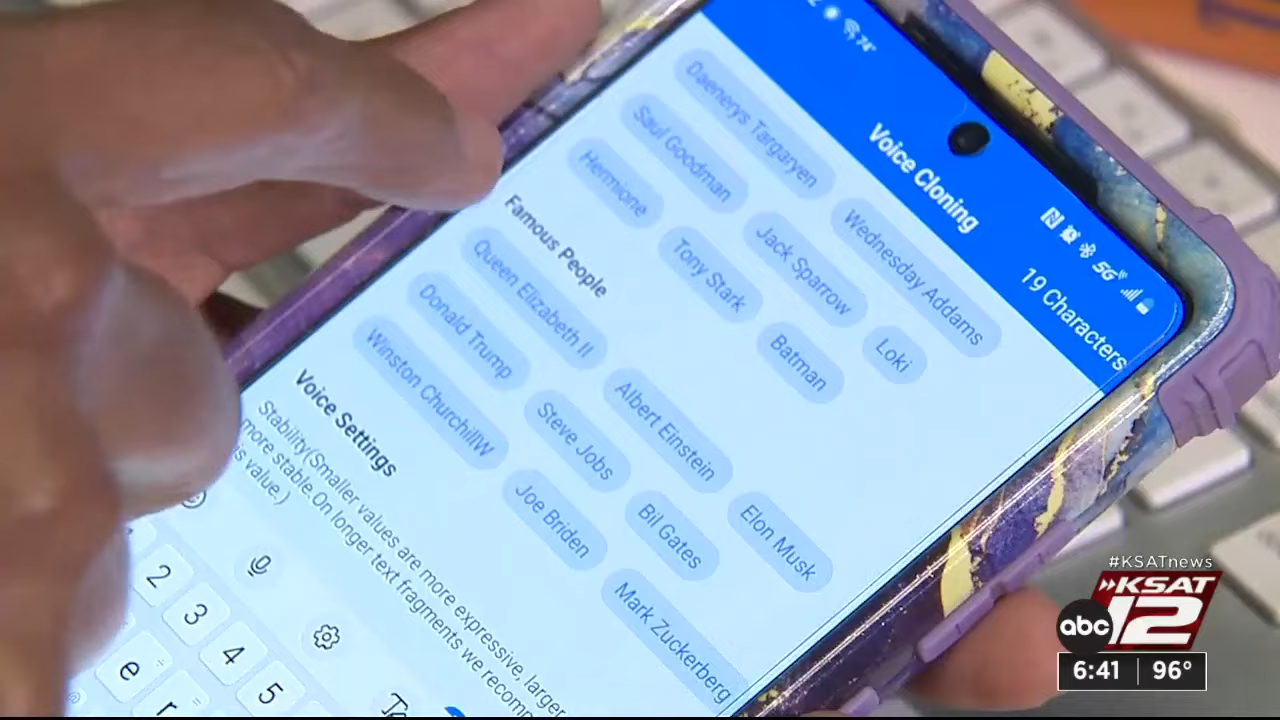 74°
Voice Cloning
5G
19 Characters
Daenerys Targaryen
Wednesday Addams
Saul Goodman
Jack Sparrow
Loki
Hermione
Tony Stark
Batman
Famous People
Queen Elizabeth II
Albert Einstein
Elon Musk
Donald Trump
Steve Jobs
Bil Gates
Mark Zuckerberg
Winston ChurchillW
Joe Briden
Voice Settings
Stability(Smaller values are more expressive, larger
more stable.On longer text fragments we recom
is value.)
2
3
4
5
e
r
#KSATnews
KSAT
abc 12
6:41 96°